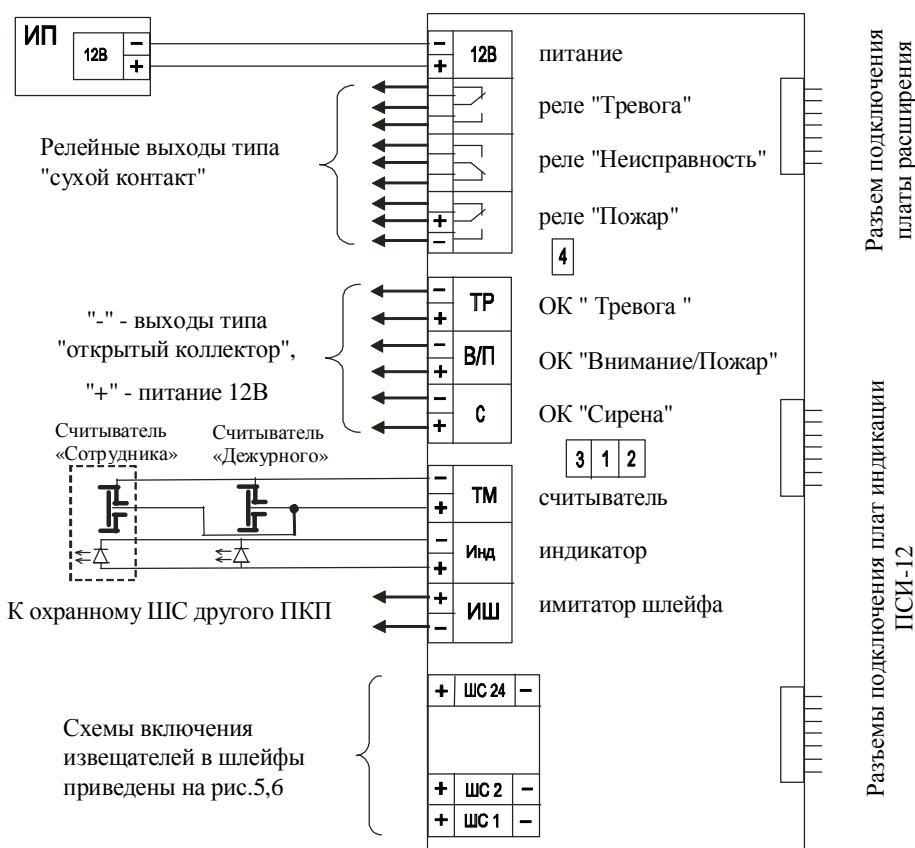 ИП
12В
-
+
-
+
12В
питание
реле "Тревога"
Релейные выходы типа
"сухой контакт"
реле "Неисправность"
+
-
реле "Пожар"
4
-
+
ТР
ОК " Тревога "
"-" - выходы типа
"открытый коллектор",
"+" - питание 12В
-
+
В/П
ОК "Внимание/Пожар"
-
+
С
ОК "Сирена"
3 1 2
Считыватель
«Сотрудника»
Считыватель
«Дежурного»
-
+
ТМ
считыватель
-
+
Инд
индикатор
К охранному ШС другого ПКП
+
-
ИШ
имитатор шлейфа
+ ШС 24 -
Схемы включения
извещателей в шлейфы
приведены на рис.5,6
+ ШС 2 -
+ ШС 1 -
Разъем подключения
платы расширения
Разъемы подключения плат индикации
ПСИ-12